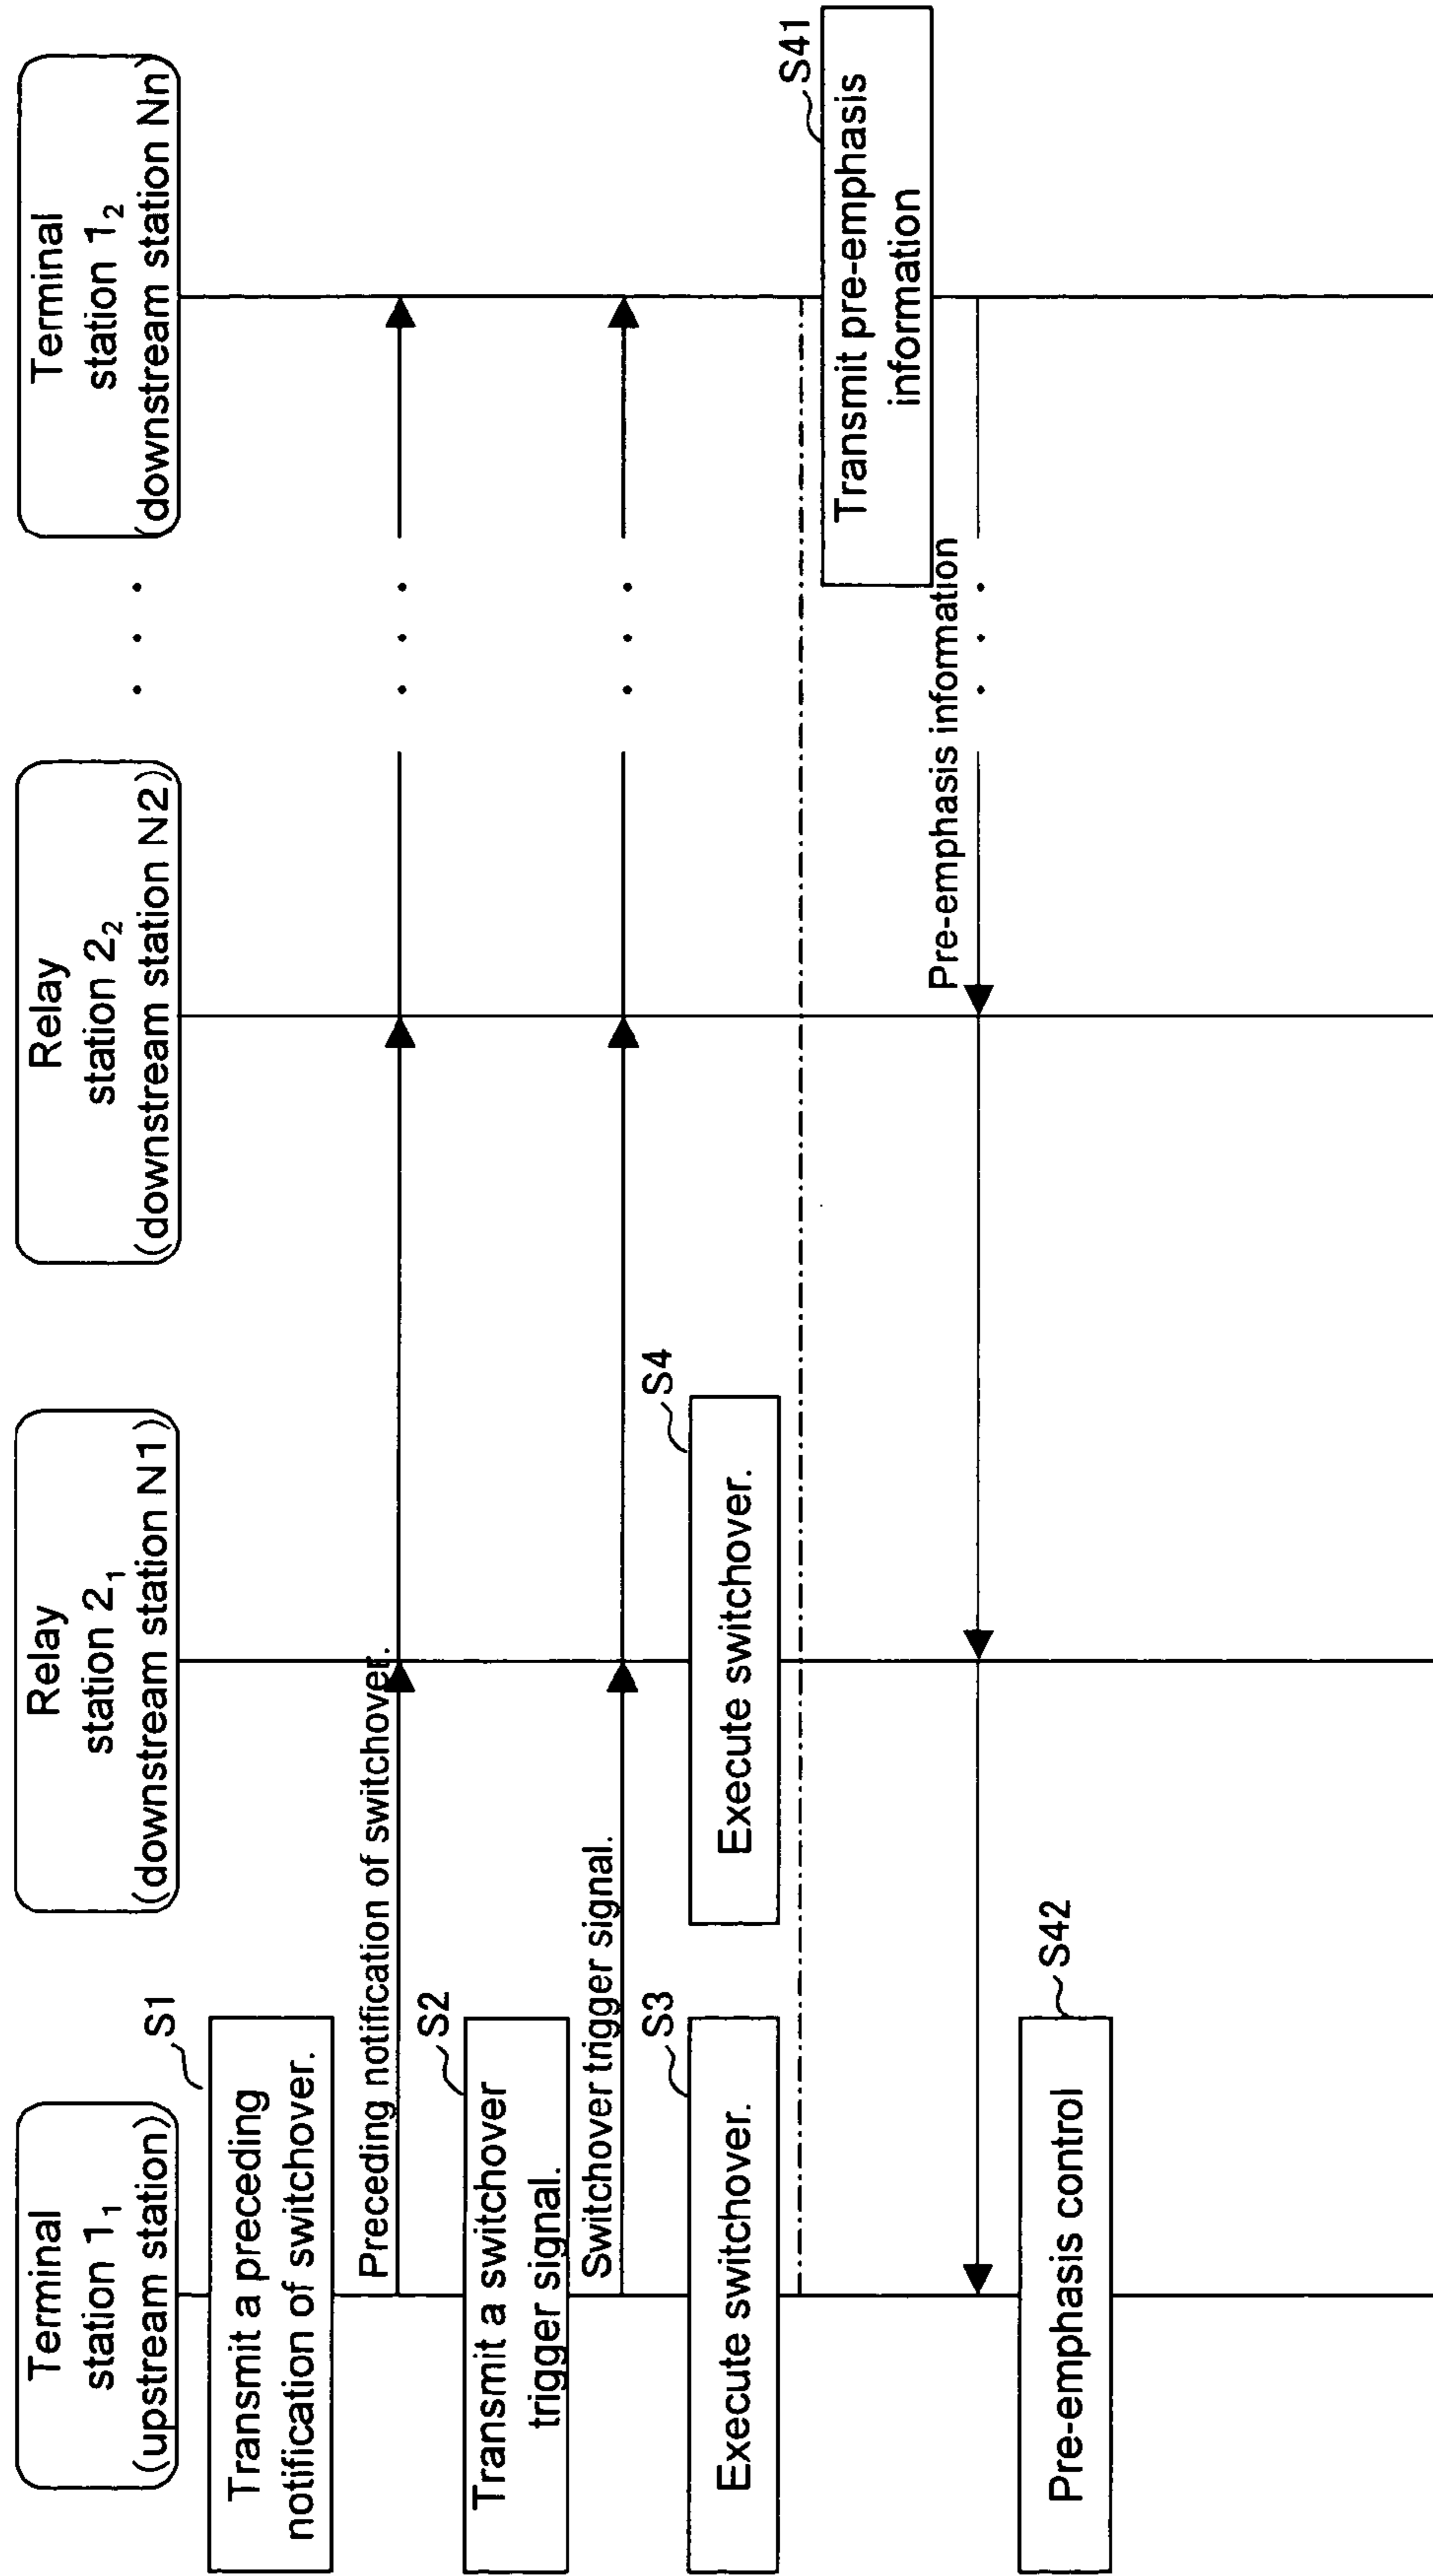 Terminal
station 1₁
(upstream station)
Relay
station 2₁
(downstream station N1)
Relay
station 2₂
(downstream station N2)
. . .
Terminal
station 1₂
(downstream station Nn)
S1
Transmit a preceding
notification of switchover.
Preceding notification of switchover.
. . .
S2
Transmit a switchover
trigger signal.
Switchover trigger signal.
. . .
S3
Execute switchover.
S4
Execute switchover.
S41
Transmit pre-emphasis
information
Pre-emphasis information
. . .
S42
Pre-emphasis control